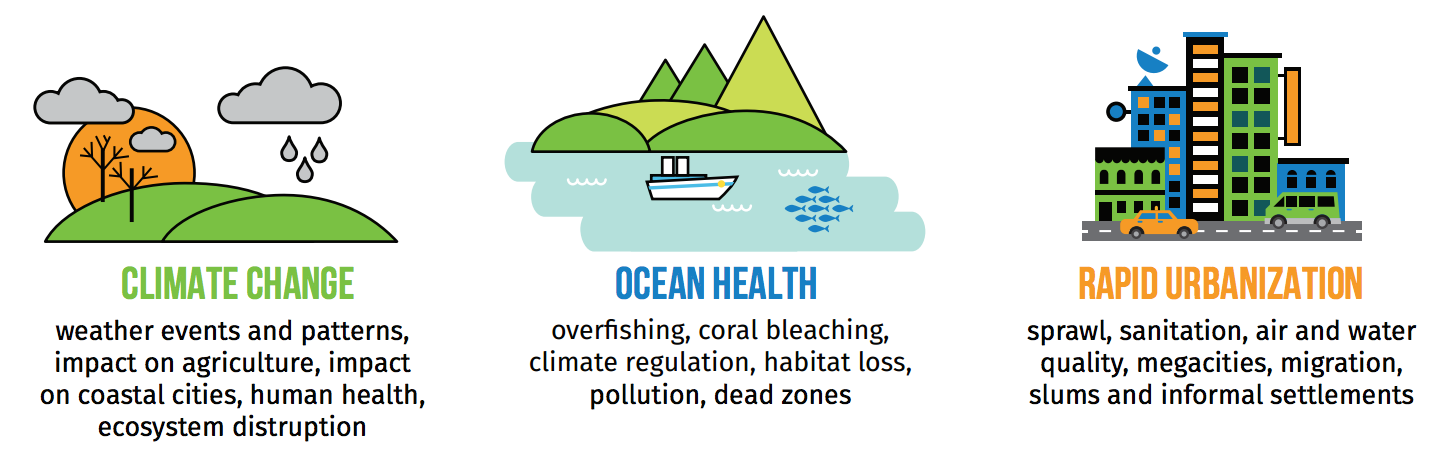 CLIMATE CHANGE
weather events and patterns,
impact on agriculture, impact
on coastal cities, human health,
ecosystem distruption
OCEAN HEALTH
overfishing, coral bleaching,
climate regulation, habitat loss,
pollution, dead zones
RAPID URBANIZATION
sprawl, sanitation, air and water
quality, megacities, migration,
slums and informal settlements